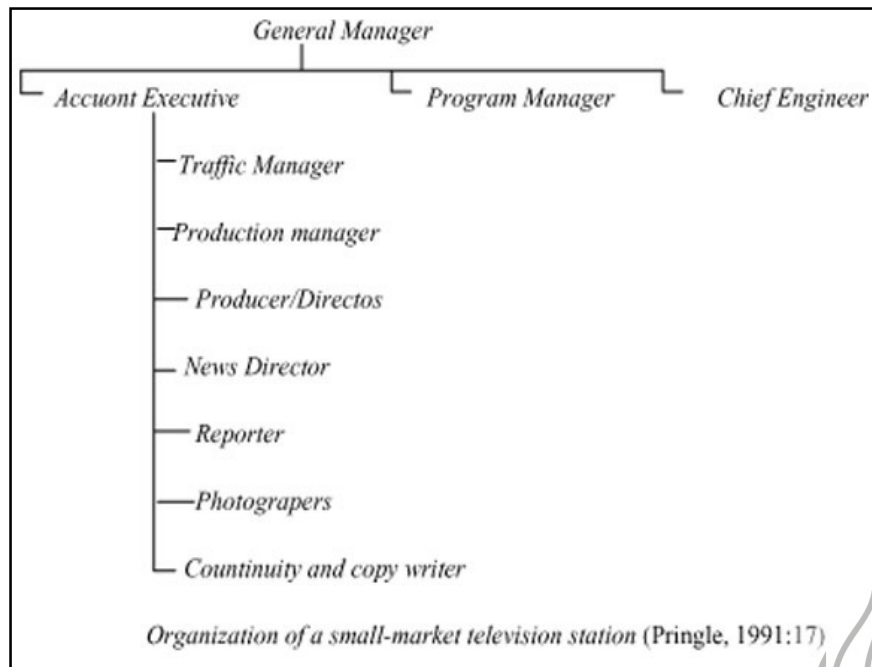 General Manager
Accuont Executive Program Manager Chief Engineer
Traffic Manager
Production manager
Producer/Directos
News Director
Reporter
Photograpers
Countinuity and copy writer
Organization of a small-market television station (Pringle, 1991:17)